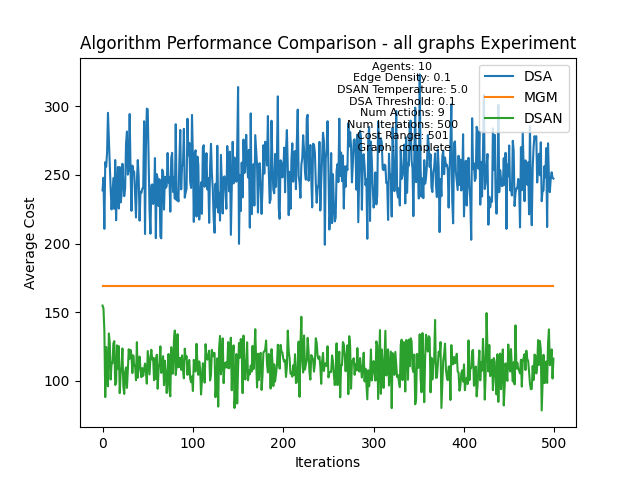 Algorithm Performance Comparison - all graphs Experiment
Agents: 10
Edge Density: 0.1
DSAN Temperature: 5.0
DSA Threshold: 0.1
Num Actions: 9
Num Iterations: 500
Cost Range: 501
Graph: complete
DSA
MGM
DSAN
Average Cost
300
250
200
150
100
0
100
200
300
400
500
Iterations